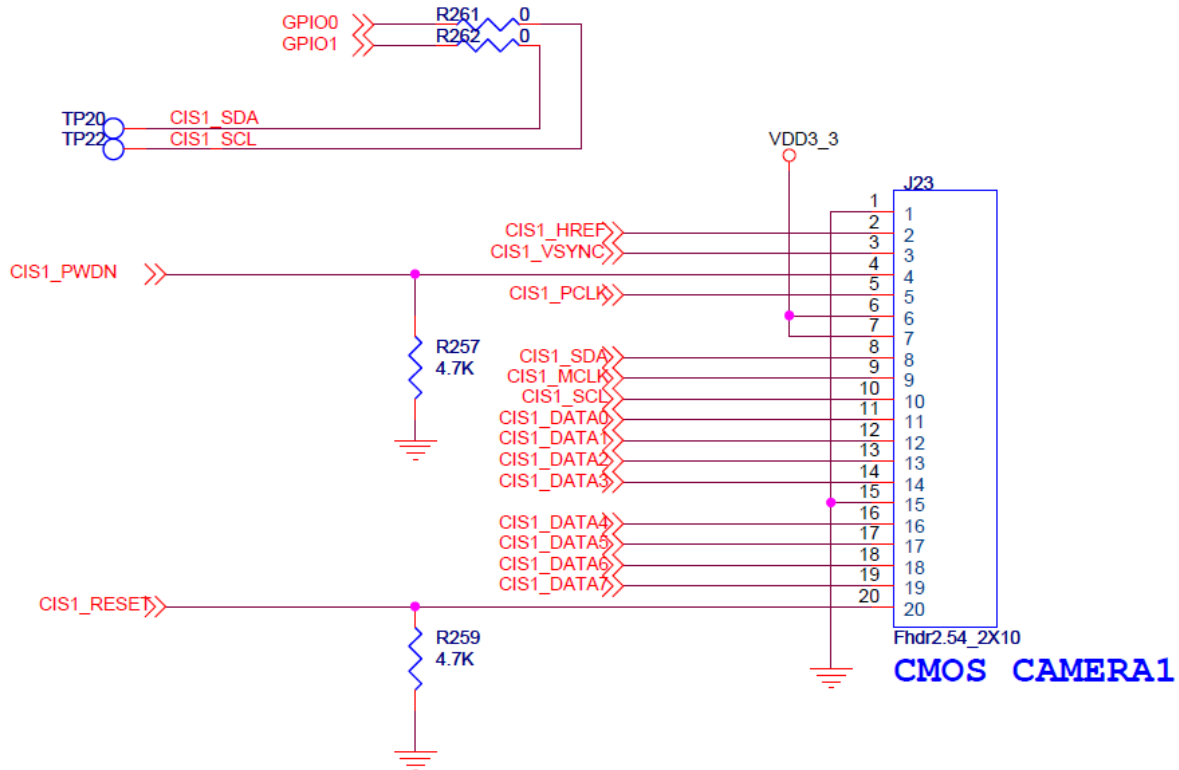 GPIO0 R261 0
GPIO1 R262 0
TP20 CIS1_SDA
TP22 CIS1_SCL
VDD3_3
J23
1 1
CIS1_HREF 2 2
CIS1_VSYNC 3 3
CIS1_PWDN 4 4
CIS1_PCLK 5 5
6 6
7 7
R257
4.7K
CIS1_SDA 8 8
CIS1_MCLK 9 9
CIS1_SCL 10 10
CIS1_DATA0 11 11
CIS1_DATA1 12 12
CIS1_DATA2 13 13
CIS1_DATA3 14 14
15 15
CIS1_DATA4 16 16
CIS1_DATA5 17 17
CIS1_DATA6 18 18
CIS1_DATA7 19 19
CIS1_RESET 20 20
R259
4.7K
Fhdr2.54_2X10
CMOS CAMERA1